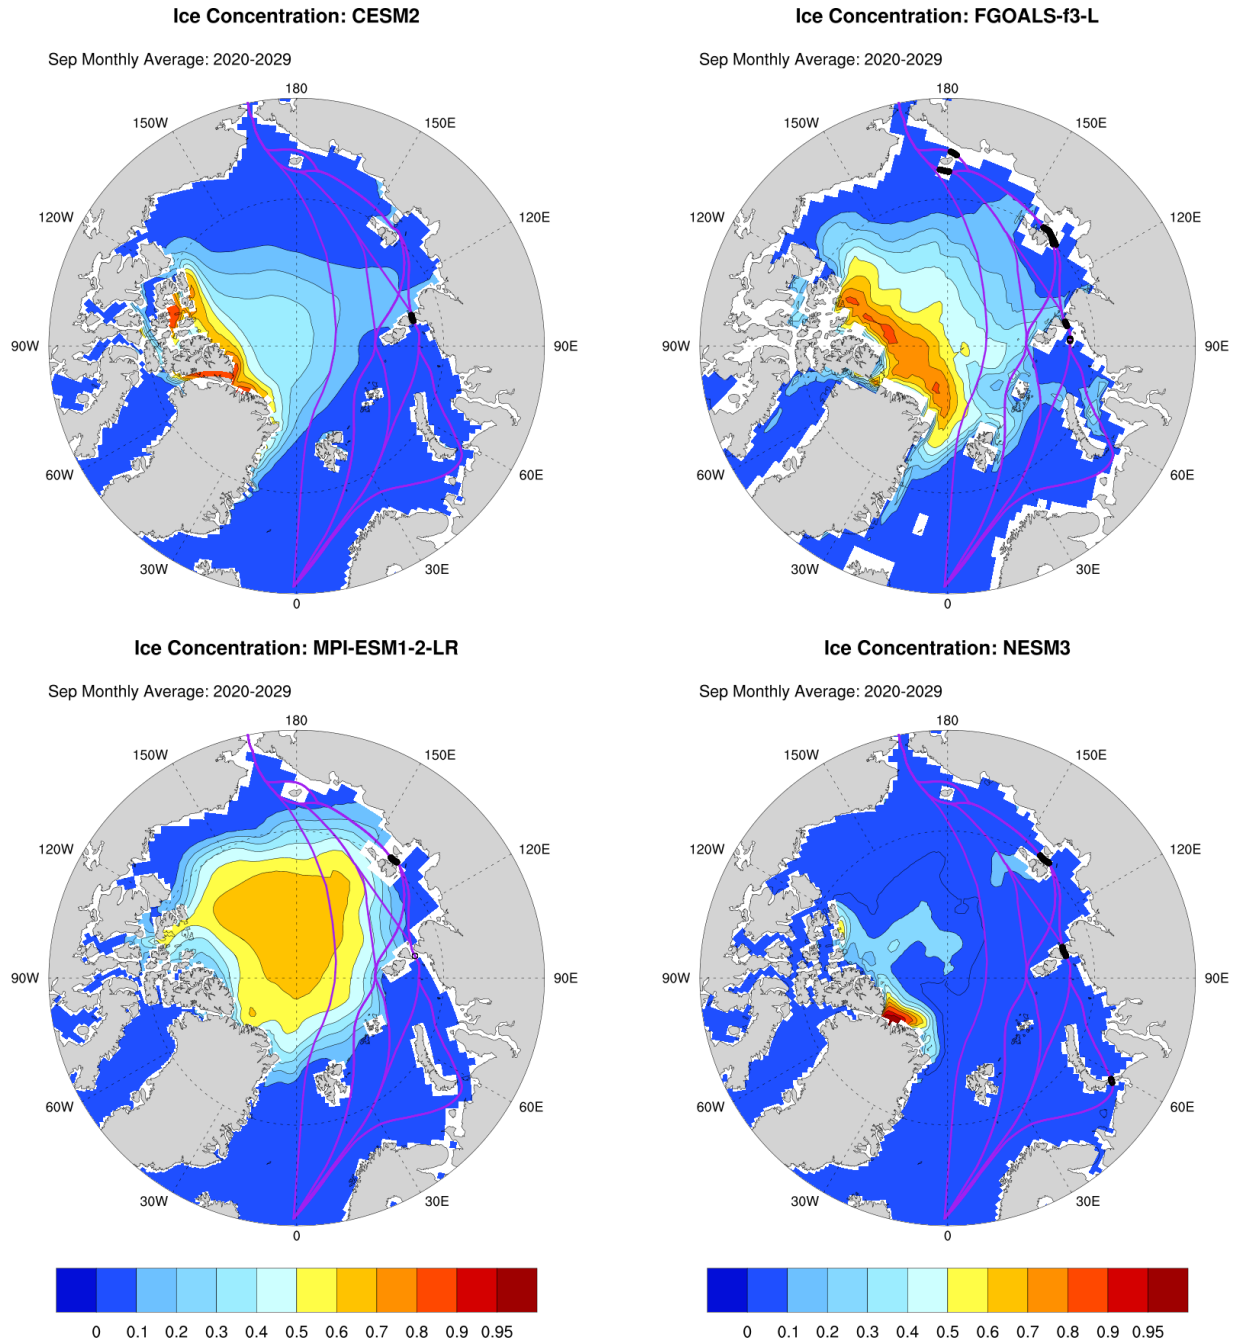 Ice Concentration: CESM2
Sep Monthly Average: 2020-2029
180
150W
150E
120W
120E
90W
90E
60W
60E
30W
30E
0
Ice Concentration: FGOALS-f3-L
Sep Monthly Average: 2020-2029
180
150W
150E
120W
120E
90W
90E
60W
60E
30W
30E
0
Ice Concentration: MPI-ESM1-2-LR
Sep Monthly Average: 2020-2029
180
150W
150E
120W
120E
90W
90E
60W
60E
30W
30E
0
0 0.1 0.2 0.3 0.4 0.5 0.6 0.7 0.8 0.9 0.95
Ice Concentration: NESM3
Sep Monthly Average: 2020-2029
180
150W
150E
120W
120E
90W
90E
60W
60E
30W
30E
0
0 0.1 0.2 0.3 0.4 0.5 0.6 0.7 0.8 0.9 0.95